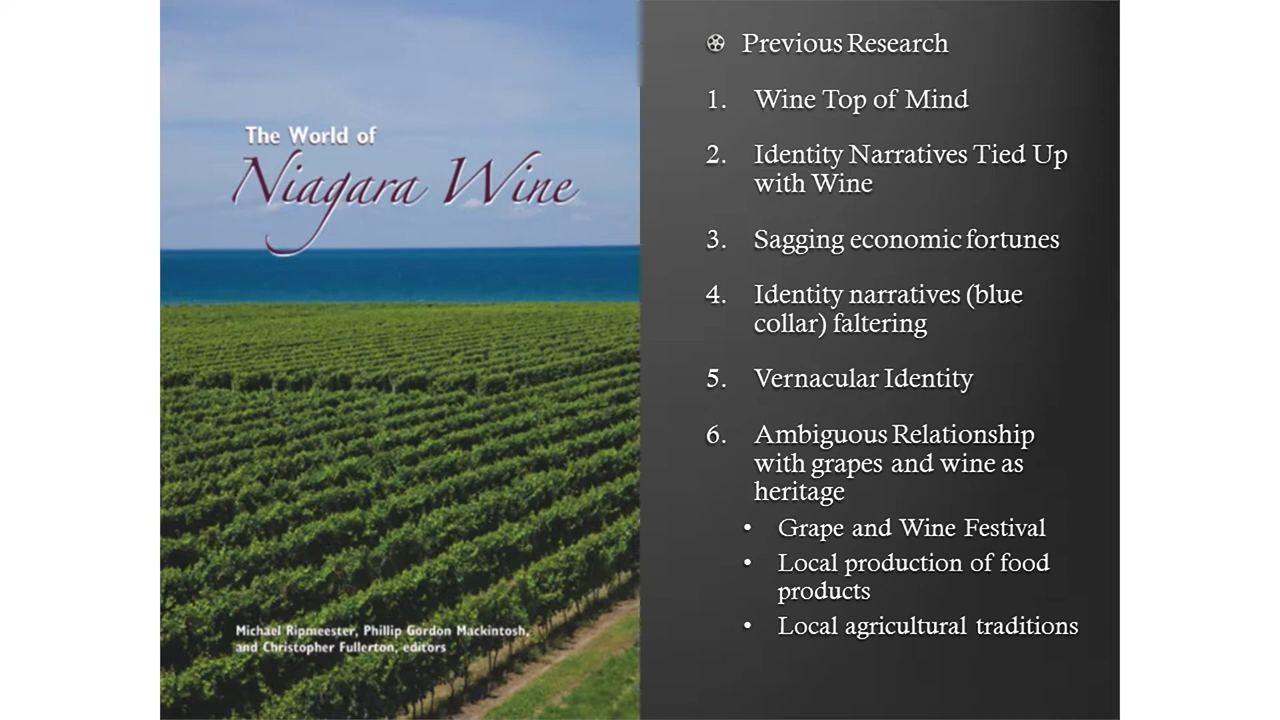 The World of
Niagara Wine
Michael Ripmeester, Phillip Gordon Mackintosh,
and Christopher Fullerton, editors
Previous Research
1. Wine Top of Mind
2. Identity Narratives Tied Up
with Wine
3. Sagging economic fortunes
4. Identity narratives (blue
collar) faltering
5. Vernacular Identity
6. Ambiguous Relationship
with grapes and wine as
heritage
• Grape and Wine Festival
• Local production of food
products
• Local agricultural traditions